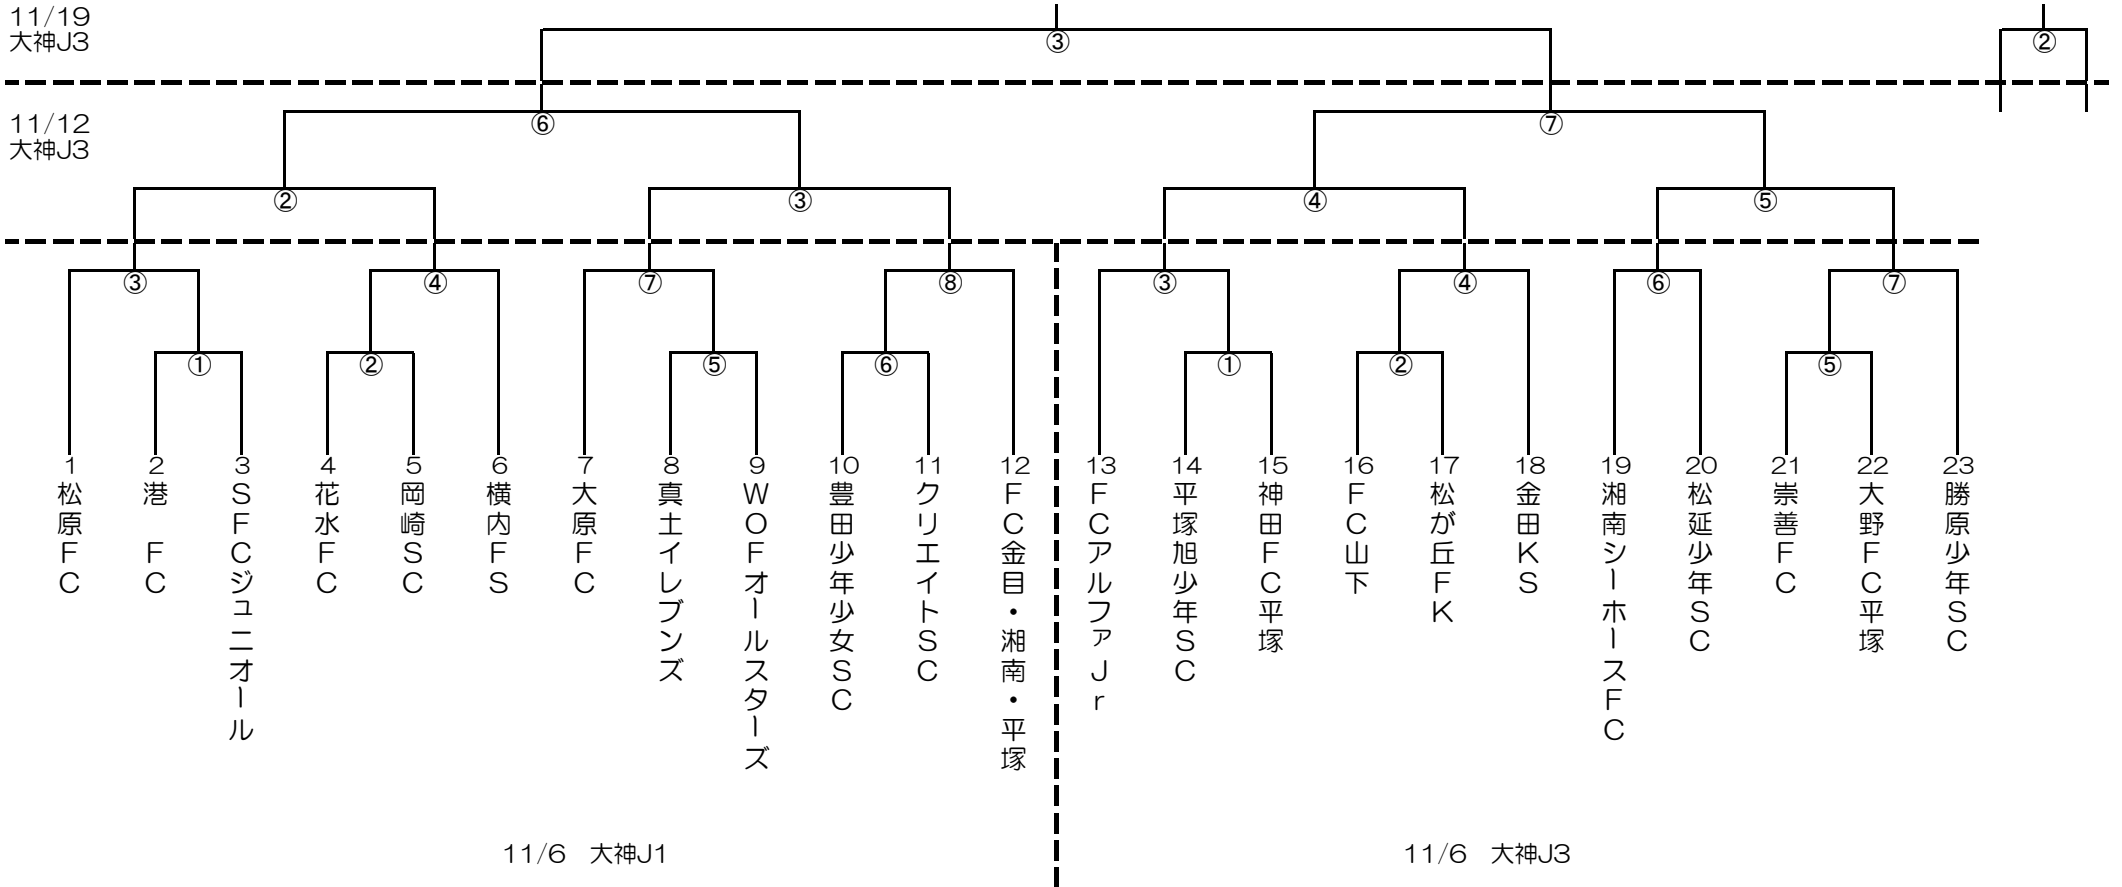 11/19
大神J3
③
②
11/12
大神J3
⑥
⑦
②
③
④
⑤
③
④
⑦
⑧
③
④
⑥
⑦
①
②
⑤
⑥
①
②
⑤
1 松原FC
2 港　FC
3 SFCジュニオール
4 花水FC
5 岡崎SC
6 横内FS
7 大原FC
8 真土イレブンズ
9 WOFオールスターズ
10 豊田少年少女SC
11 クリエイトSC
12 FC金目・湘南・平塚
13 FCアルファJr
14 平塚旭少年SC
15 神田FC平塚
16 FC山下
17 松が丘FK
18 金田KS
19 湘南シーホースFC
20 松延少年SC
21 崇善FC
22 大野FC平塚
23 勝原少年SC
11/6　大神J1
11/6　大神J3